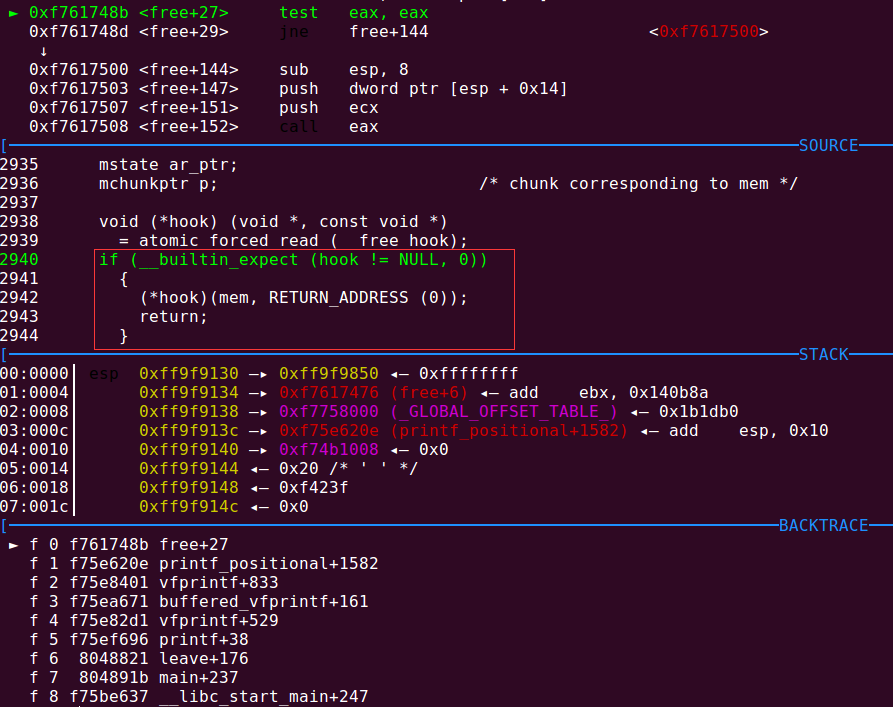 ► 0xf761748b <free+27> test eax, eax
0xf761748d <free+29> jne free+144 <0xf7617500>
↓
0xf7617500 <free+144> sub esp, 8
0xf7617503 <free+147> push dword ptr [esp + 0x14]
0xf7617507 <free+151> push ecx
0xf7617508 <free+152> call eax
[SOURCE
2935 mstate ar_ptr;
2936 mchunkptr p; /* chunk corresponding to mem */
2937
2938 void (*hook) (void *, const void *)
2939 = atomic_forced_read (__free_hook);
2940 if (__builtin_expect (hook != NULL, 0))
2941 {
2942 (*hook)(mem, RETURN_ADDRESS (0));
2943 return;
2944 }
[STACK
00:0000│ esp 0xff9f9130 —▸ 0xff9f9850 ◂— 0xffffffff
01:0004│ 0xff9f9134 —▸ 0xf7617476 (free+6) ◂— add ebx, 0x140b8a
02:0008│ 0xff9f9138 —▸ 0xf7758000 (_GLOBAL_OFFSET_TABLE_) ◂— 0x1b1db0
03:000c│ 0xff9f913c —▸ 0xf75e620e (printf_positional+1582) ◂— add esp, 0x10
04:0010│ 0xff9f9140 —▸ 0xf74b1008 ◂— 0x0
05:0014│ 0xff9f9144 ◂— 0x20 /* ' ' */
06:0018│ 0xff9f9148 ◂— 0xf423f
07:001c│ 0xff9f914c ◂— 0x0
[BACKTRACE
► f 0 f761748b free+27
f 1 f75e620e printf_positional+1582
f 2 f75e8401 vfprintf+833
f 3 f75ea671 buffered_vfprintf+161
f 4 f75e82d1 vfprintf+529
f 5 f75ef696 printf+38
f 6 8048821 leave+176
f 7 804891b main+237
f 8 f75be637 __libc_start_main+247